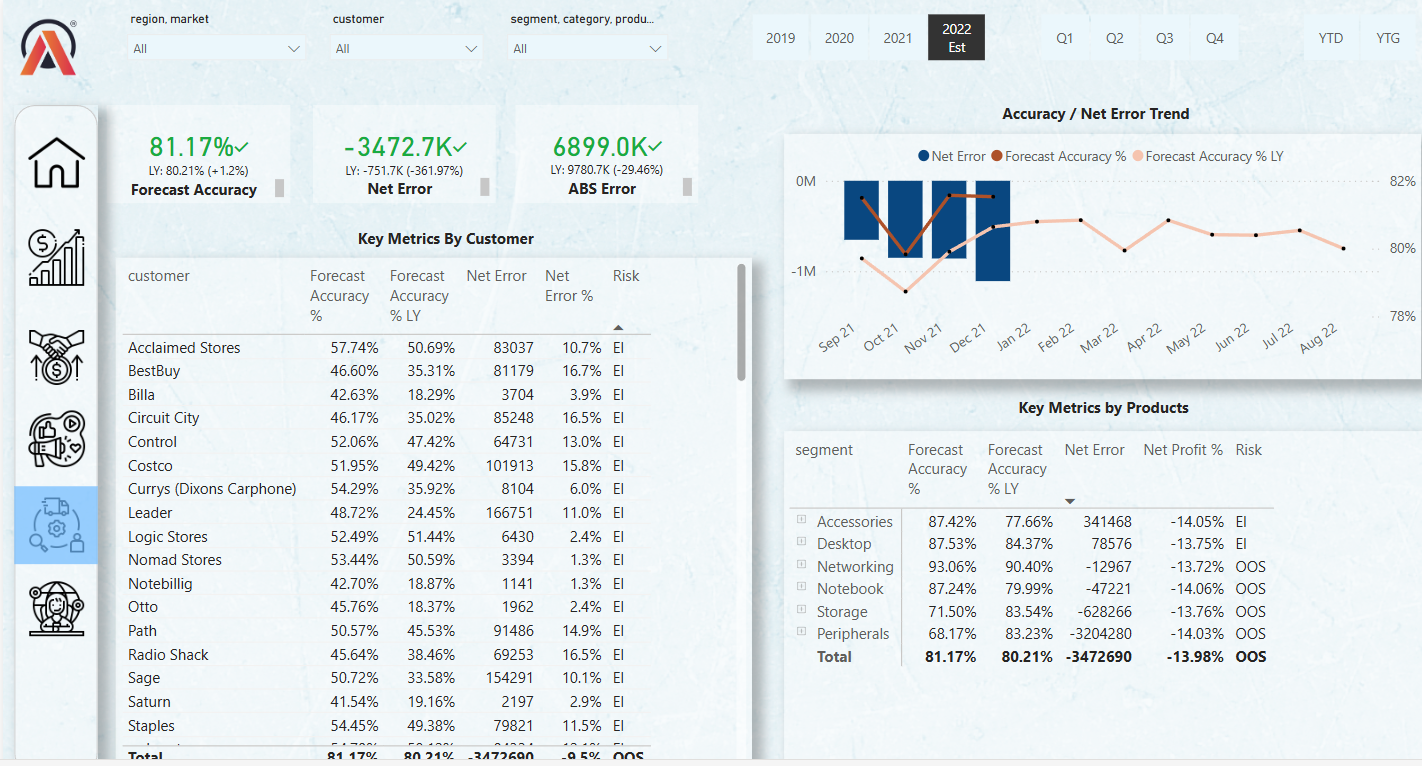 region, market
customer
segment, category, produ...
All
All
All
2019
2020
2021
2022
Est
Q1
Q2
Q3
Q4
YTD
YTG
81.17%
LY: 80.21% (+1.2%)
Forecast Accuracy
-3472.7K
LY: -751.7K (-361.97%)
Net Error
6899.0K
LY: 9780.7K (-29.46%)
ABS Error
Accuracy / Net Error Trend
Net Error Forecast Accuracy % Forecast Accuracy % LY
0M
-1M
82%
80%
78%
Sep 21
Oct 21
Nov 21
Dec 21
Jan 22
Feb 22
Mar 22
Apr 22
May 22
Jun 22
Jul 22
Aug 22
Key Metrics By Customer
customer Forecast Accuracy % Forecast Accuracy % LY Net Error Net Error % Risk
Acclaimed Stores 57.74% 50.69% 83037 10.7% EI
BestBuy 46.60% 35.31% 81179 16.7% EI
Billa 42.63% 18.29% 3704 3.9% EI
Circuit City 46.17% 35.02% 85248 16.5% EI
Control 52.06% 47.42% 64731 13.0% EI
Costco 51.95% 49.42% 101913 15.8% EI
Currys (Dixons Carphone) 54.29% 35.92% 8104 6.0% EI
Leader 48.72% 24.45% 166751 11.0% EI
Logic Stores 52.49% 51.44% 6430 2.4% EI
Nomad Stores 53.44% 50.59% 3394 1.3% EI
Notebillig 42.70% 18.87% 1141 1.3% EI
Otto 45.76% 18.37% 1962 2.4% EI
Path 50.57% 45.53% 91486 14.9% EI
Radio Shack 45.64% 38.46% 69253 16.5% EI
Sage 50.72% 33.58% 154291 10.1% EI
Saturn 41.54% 19.16% 2197 2.9% EI
Staples 54.45% 49.38% 79821 11.5% EI
Total 81.17% 80.21% -3472690 -9.5% OOS
Key Metrics by Products
segment Forecast Accuracy % Forecast Accuracy % LY Net Error Net Profit % Risk
Accessories 87.42% 77.66% 341468 -14.05% EI
Desktop 87.53% 84.37% 78576 -13.75% EI
Networking 93.06% 90.40% -12967 -13.72% OOS
Notebook 87.24% 79.99% -47221 -14.06% OOS
Storage 71.50% 83.54% -628266 -13.76% OOS
Peripherals 68.17% 83.23% -3204280 -14.03% OOS
Total 81.17% 80.21% -3472690 -13.98% OOS